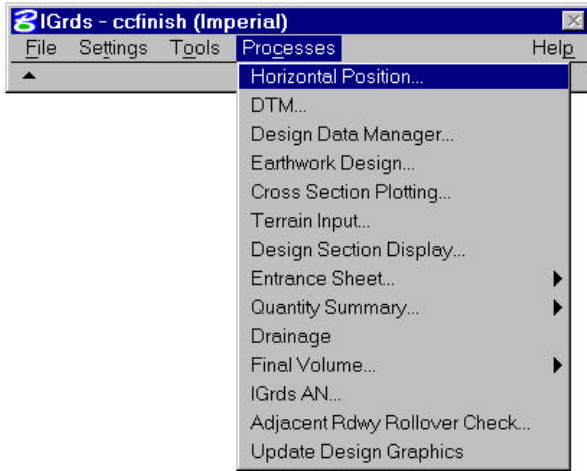 IGrds - ccfinish (Imperial)
File Settings Tools Processes Help
Horizontal Position...
DTM...
Design Data Manager...
Earthwork Design...
Cross Section Plotting...
Terrain Input...
Design Section Display...
Entrance Sheet...
Quantity Summary...
Drainage
Final Volume...
IGrds AN...
Adjacent Rdwy Rollover Check...
Update Design Graphics